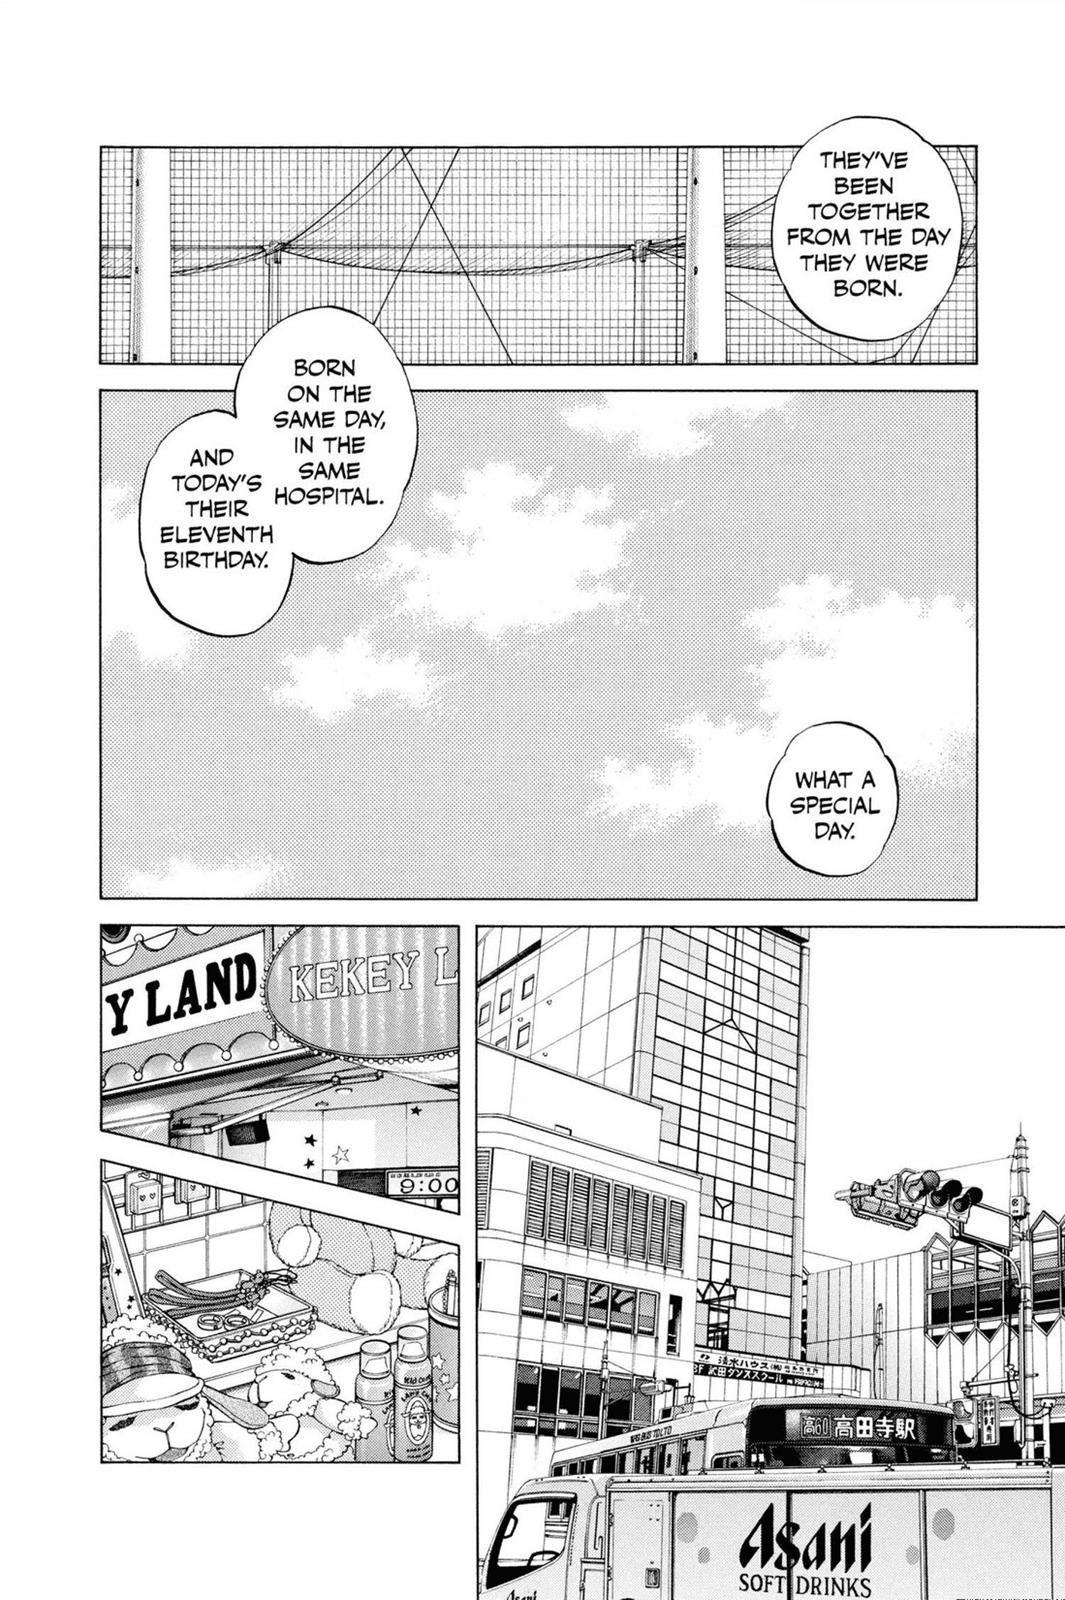 THEY'VE
BEEN
TOGETHER
FROM THE DAY
THEY WERE
BORN.
BORN
ON THE
SAME DAY,
IN THE
SAME
HOSPITAL.
AND
TODAY'S
THEIR
ELEVENTH
BIRTHDAY.
WHAT A
SPECIAL
DAY.
Y LAND
KEKEY L
9:00
高60 高田寺駅
Asani
SOFT DRINKS
Asani